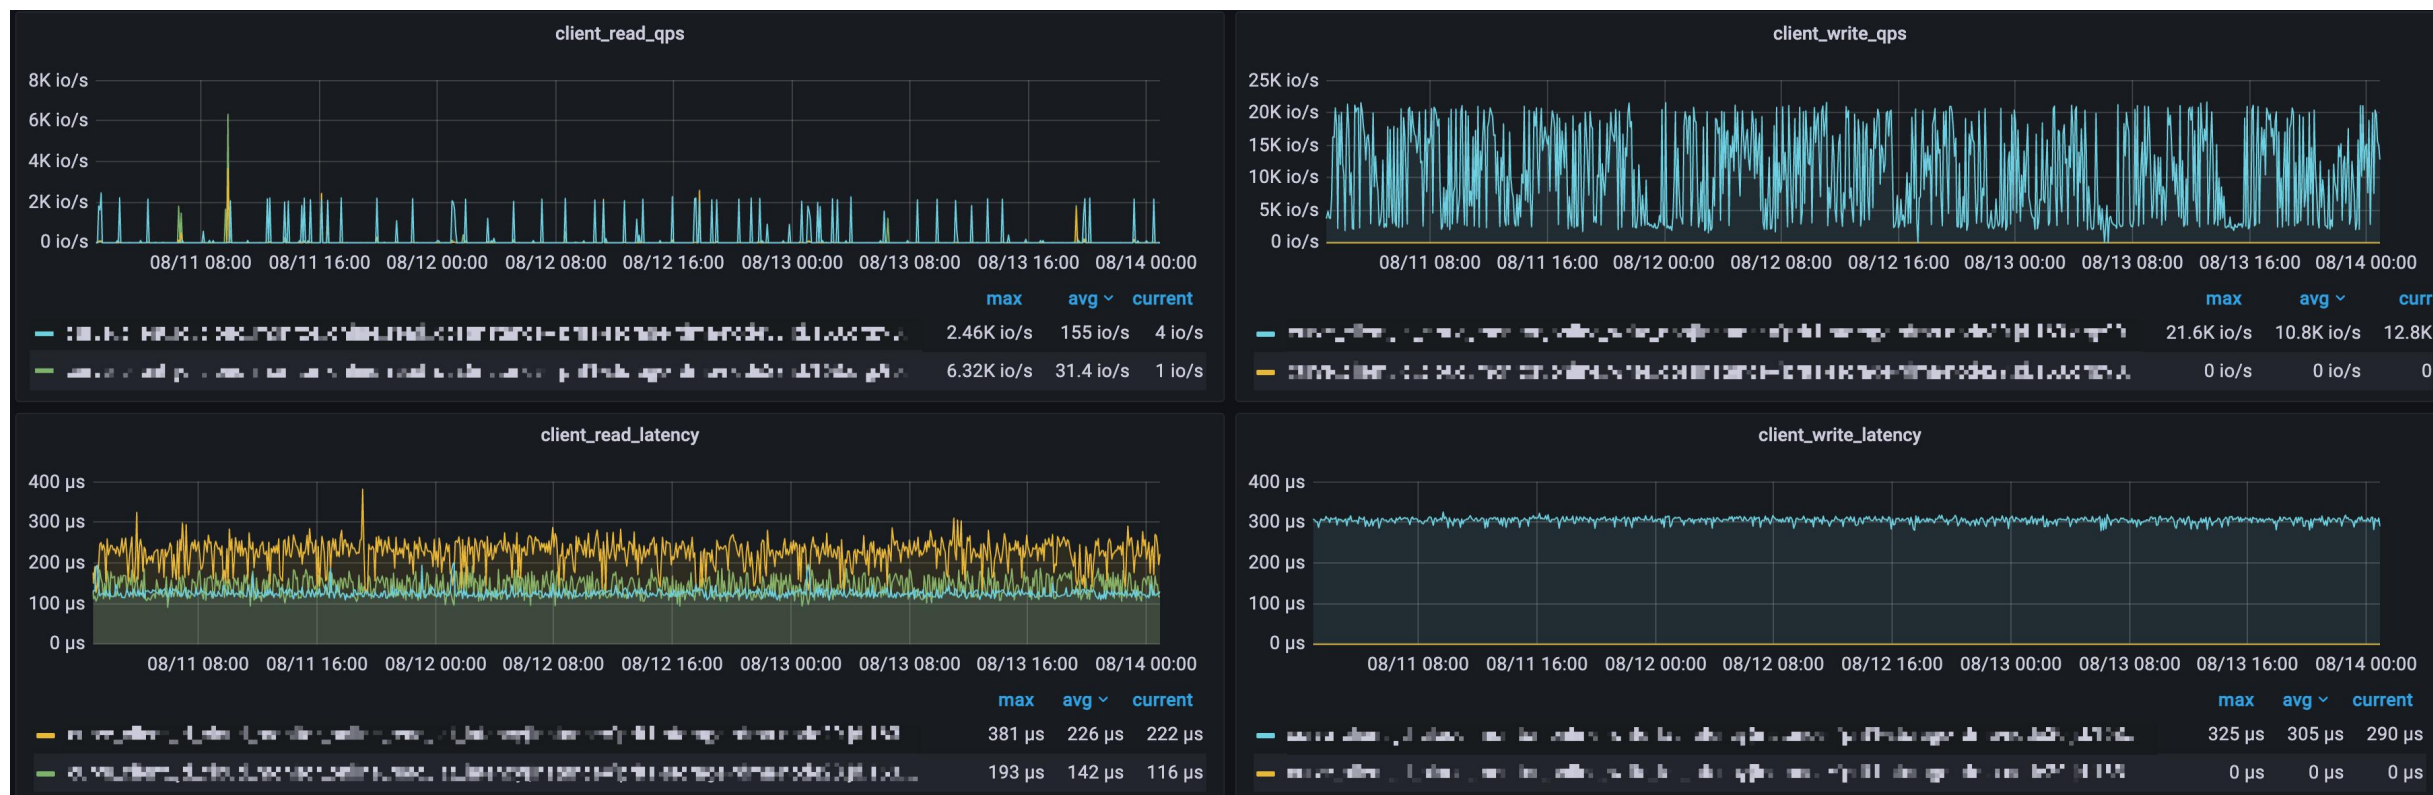 client_read_qps
8K io/s
6K io/s
4K io/s
2K io/s
0 io/s
08/11 08:00 08/11 16:00 08/12 00:00 08/12 08:00 08/12 16:00 08/13 00:00 08/13 08:00 08/13 16:00 08/14 00:00
max avg current
2.46K io/s 155 io/s 4 io/s
6.32K io/s 31.4 io/s 1 io/s
client_write_qps
25K io/s
20K io/s
15K io/s
10K io/s
5K io/s
0 io/s
08/11 08:00 08/11 16:00 08/12 00:00 08/12 08:00 08/12 16:00 08/13 00:00 08/13 08:00 08/13 16:00 08/14 00:00
max avg curr
21.6K io/s 10.8K io/s 12.8K
0 io/s 0 io/s 0
client_read_latency
400 µs
300 µs
200 µs
100 µs
0 µs
08/11 08:00 08/11 16:00 08/12 00:00 08/12 08:00 08/12 16:00 08/13 00:00 08/13 08:00 08/13 16:00 08/14 00:00
max avg current
381 µs 226 µs 222 µs
193 µs 142 µs 116 µs
client_write_latency
400 µs
300 µs
200 µs
100 µs
0 µs
08/11 08:00 08/11 16:00 08/12 00:00 08/12 08:00 08/12 16:00 08/13 00:00 08/13 08:00 08/13 16:00 08/14 00:00
max avg current
325 µs 305 µs 290 µs
0 µs 0 µs 0 µs